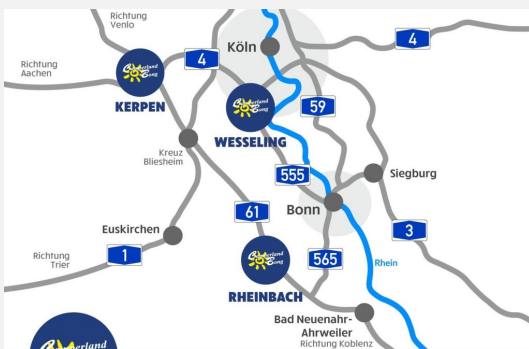 Richtung
Venlo
Köln
4
4
Richtung
Aachen
KERPEN
59
WESSELING
Kreuz
Bliesheim
555
Siegburg
61
Bonn
Euskirchen
1
3
Richtung
Trier
565
Rhein
RHEINBACH
Bad Neuenahr-
Ahrweiler
Richtung Koblenz